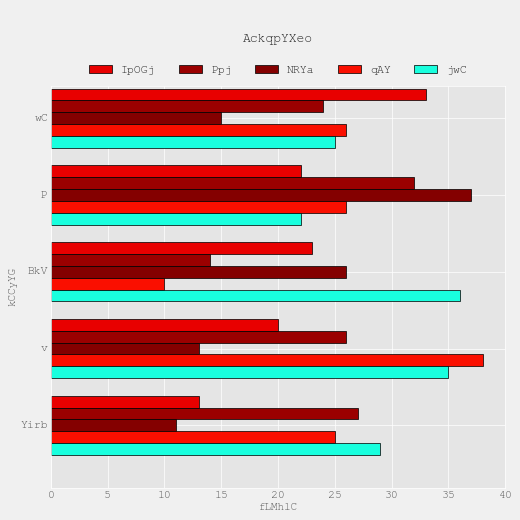 AckqpYXeo
IpOGj Ppj NRYa qAY jwC
wC
P
BkV
v
Yirb
kCCyYG
0 5 10 15 20 25 30 35 40
fLMhlC